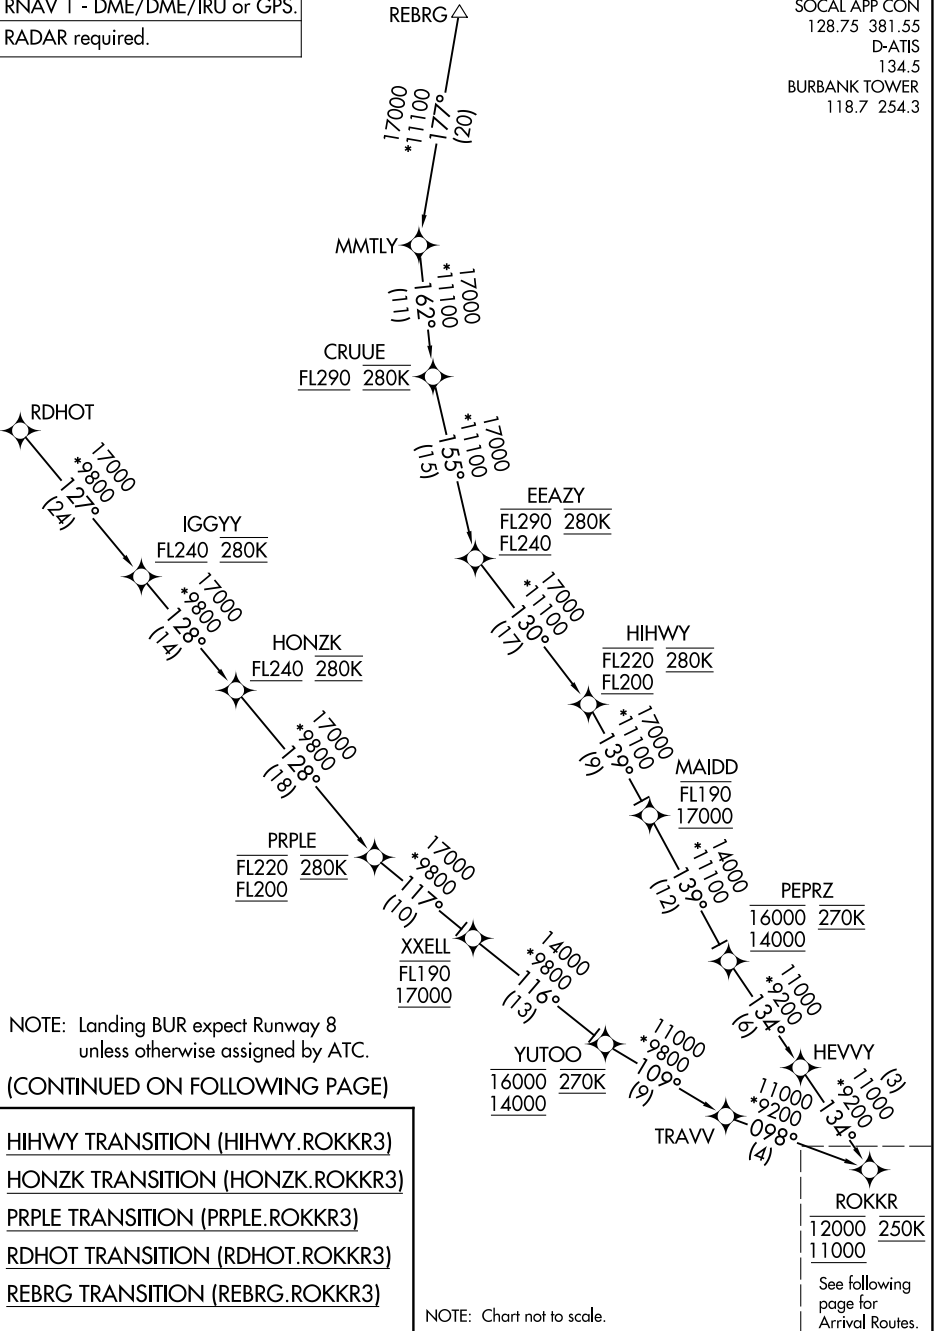 RNAV 1 - DME/DME/IRU or GPS.
RADAR required.
SOCAL APP CON
128.75 381.55
D-ATIS
134.5
BURBANK TOWER
118.7 254.3
REBRG
17000
*11100
177°
(20)
MMTLY
17000
*11100
162°
(11)
CRUUE
FL290 280K
17000
*11100
155°
(15)
RDHOT
17000
*9800
127°
(24)
EEAZY
FL290 280K
FL240
IGGYY
FL240 280K
17000
*11100
130°
(17)
17000
*9800
128°
(14)
HIHWY
FL220 280K
FL200
HONZK
FL240 280K
17000
*11100
139°
(9)
17000
*9800
128°
(18)
MAIDD
FL190
17000
PRPLE
FL220 280K
FL200
14000
*11100
139°
(12)
17000
*9800
117°
(10)
PEPRZ
16000 270K
14000
XXELL
FL190
17000
14000
*9800
116°
(13)
11000
*9200
134°
(6)
NOTE: Landing BUR expect Runway 8
unless otherwise assigned by ATC.
(CONTINUED ON FOLLOWING PAGE)
YUTOO
16000 270K
14000
11000
*9800
109°
(9)
HEVVY
(3)
11000
*9200
134°
TRAVV
11000
*9200
098°
(4)
ROKKR
12000 250K
11000
See following
page for
Arrival Routes.
HIHWY TRANSITION (HIHWY.ROKKR3)
HONZK TRANSITION (HONZK.ROKKR3)
PRPLE TRANSITION (PRPLE.ROKKR3)
RDHOT TRANSITION (RDHOT.ROKKR3)
REBRG TRANSITION (REBRG.ROKKR3)
NOTE: Chart not to scale.